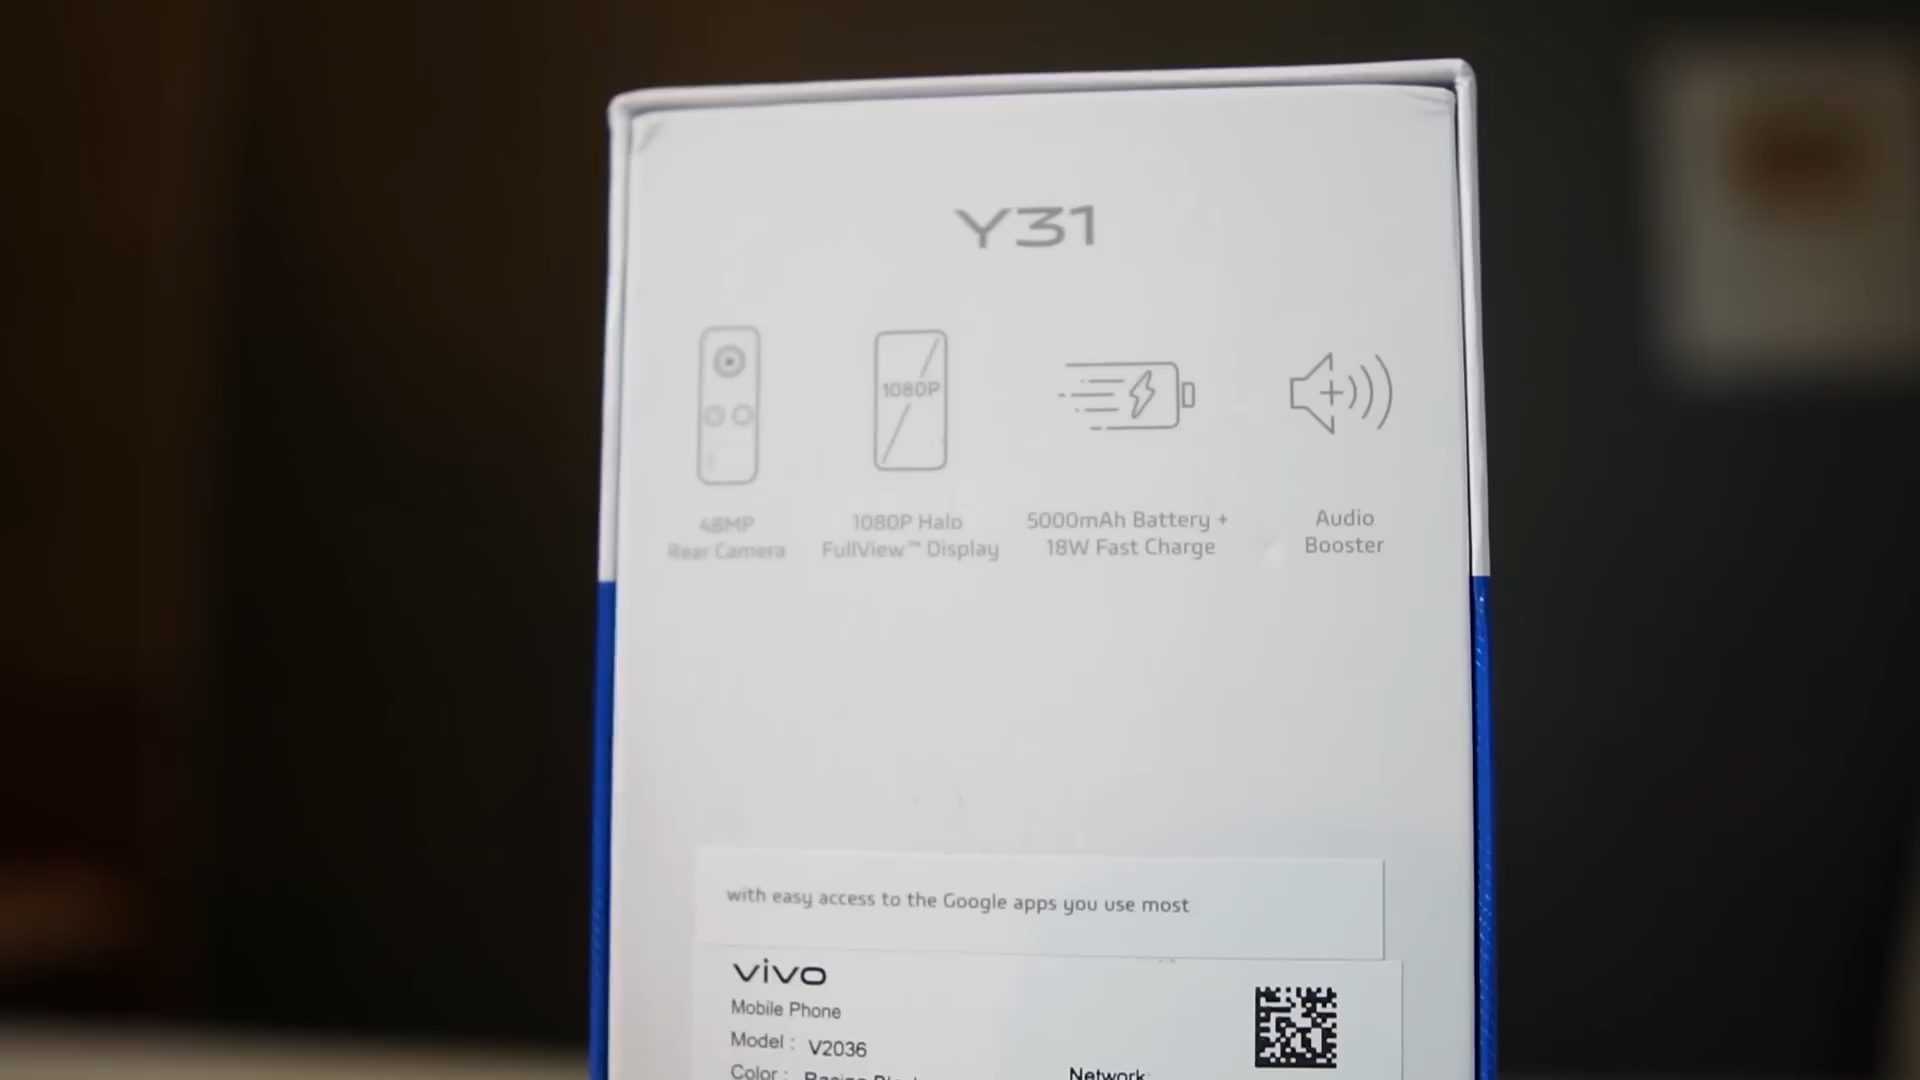 Y31
1080P
48MP
Rear Camera
1080P Halo
FullView™ Display
5000mAh Battery +
18W Fast Charge
Audio
Booster
with easy access to the Google apps you use most
vivo
Mobile Phone
Model : V2036
Color :
Network: